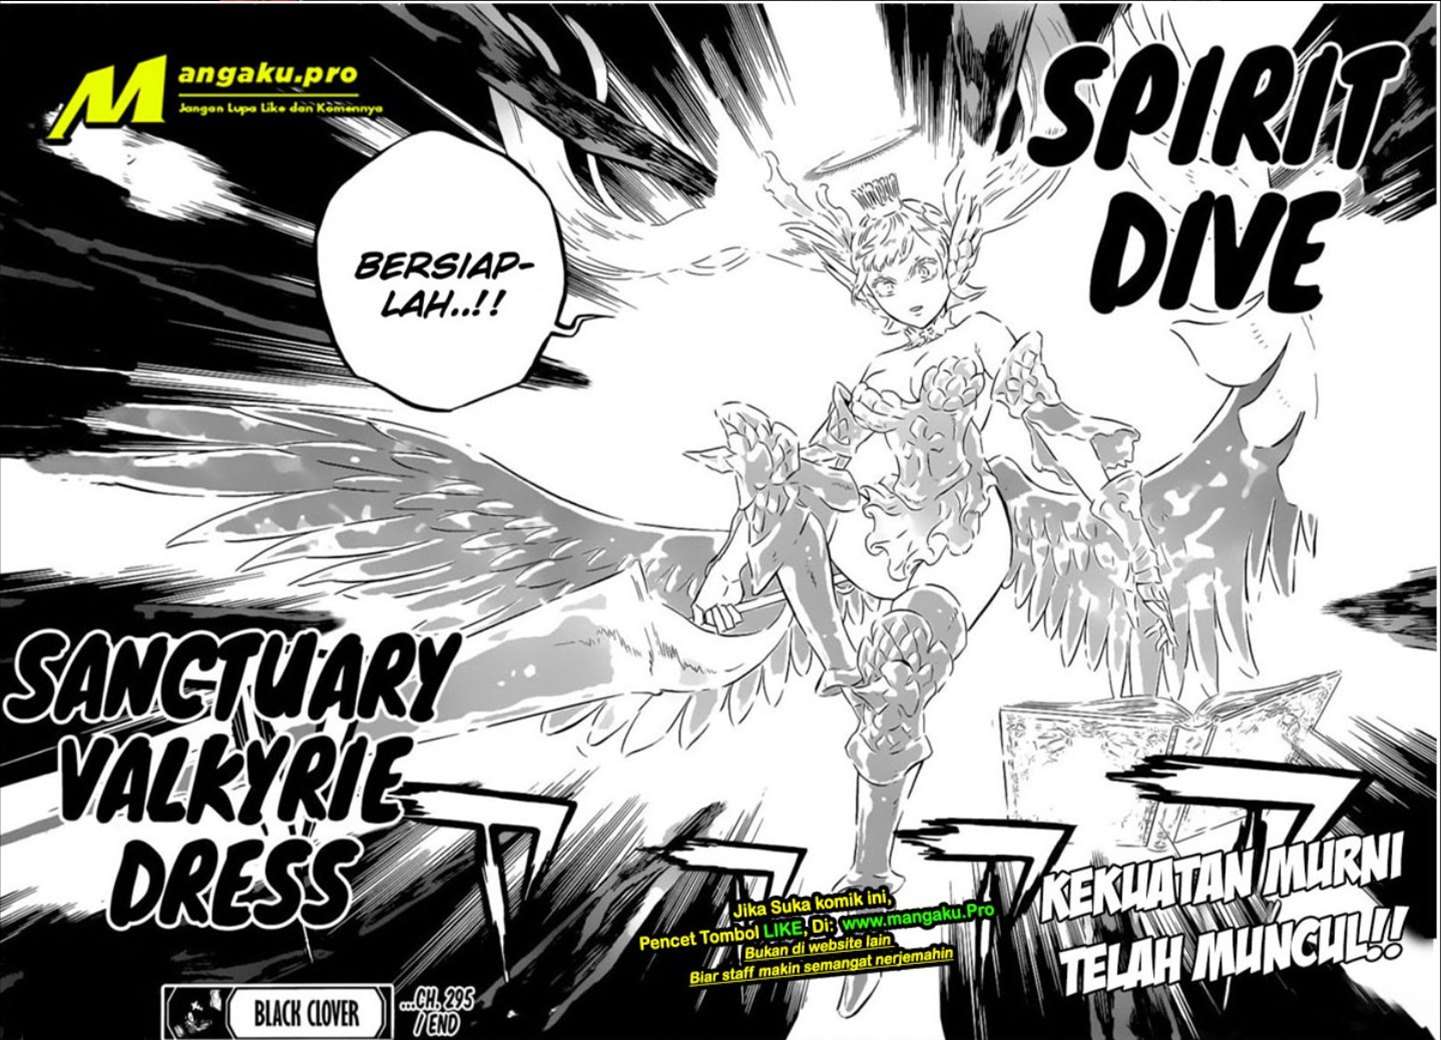 Mangaku.pro
Jangan Lupa Like dan Komennya
SPIRIT
DIVE
BERSIAP-
LAH..!!
SANCTUARY
VALKYRIE
DRESS
KEKUATAN MURNI
TELAH MUNCUL!!!
Jika Suka komik ini,
Pencet Tombol LIKE, Di: www.mangaku.Pro
Bukan di website lain
Biar staff makin semangat nerjemahin
BLACK CLOVER
...CH. 295
/ END